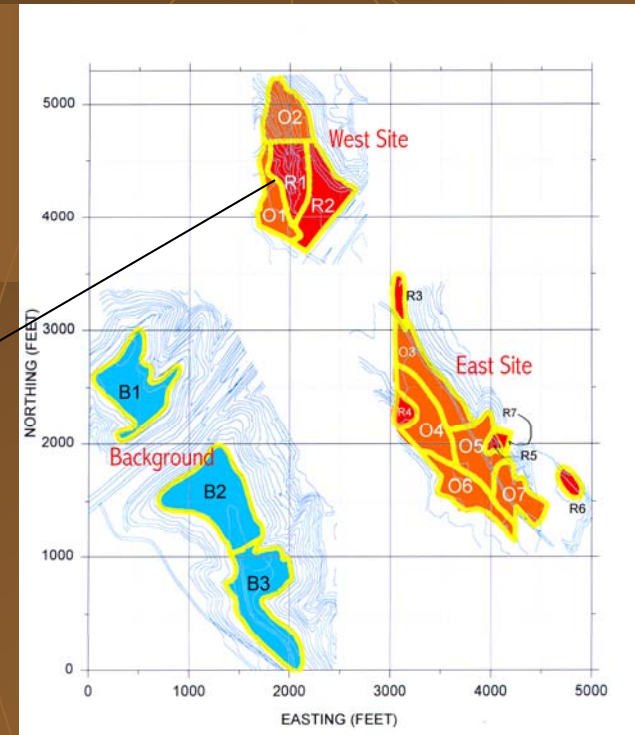 5000
O2
West Site
R1
R2
4000
O1
R3
3000
O3
East Site
NORTHING (FEET)
B1
R4
R7
2000
O4
O5
R5
Background
B2
O6
O7
R6
1000
B3
0
0 1000 2000 3000 4000 5000
EASTING (FEET)